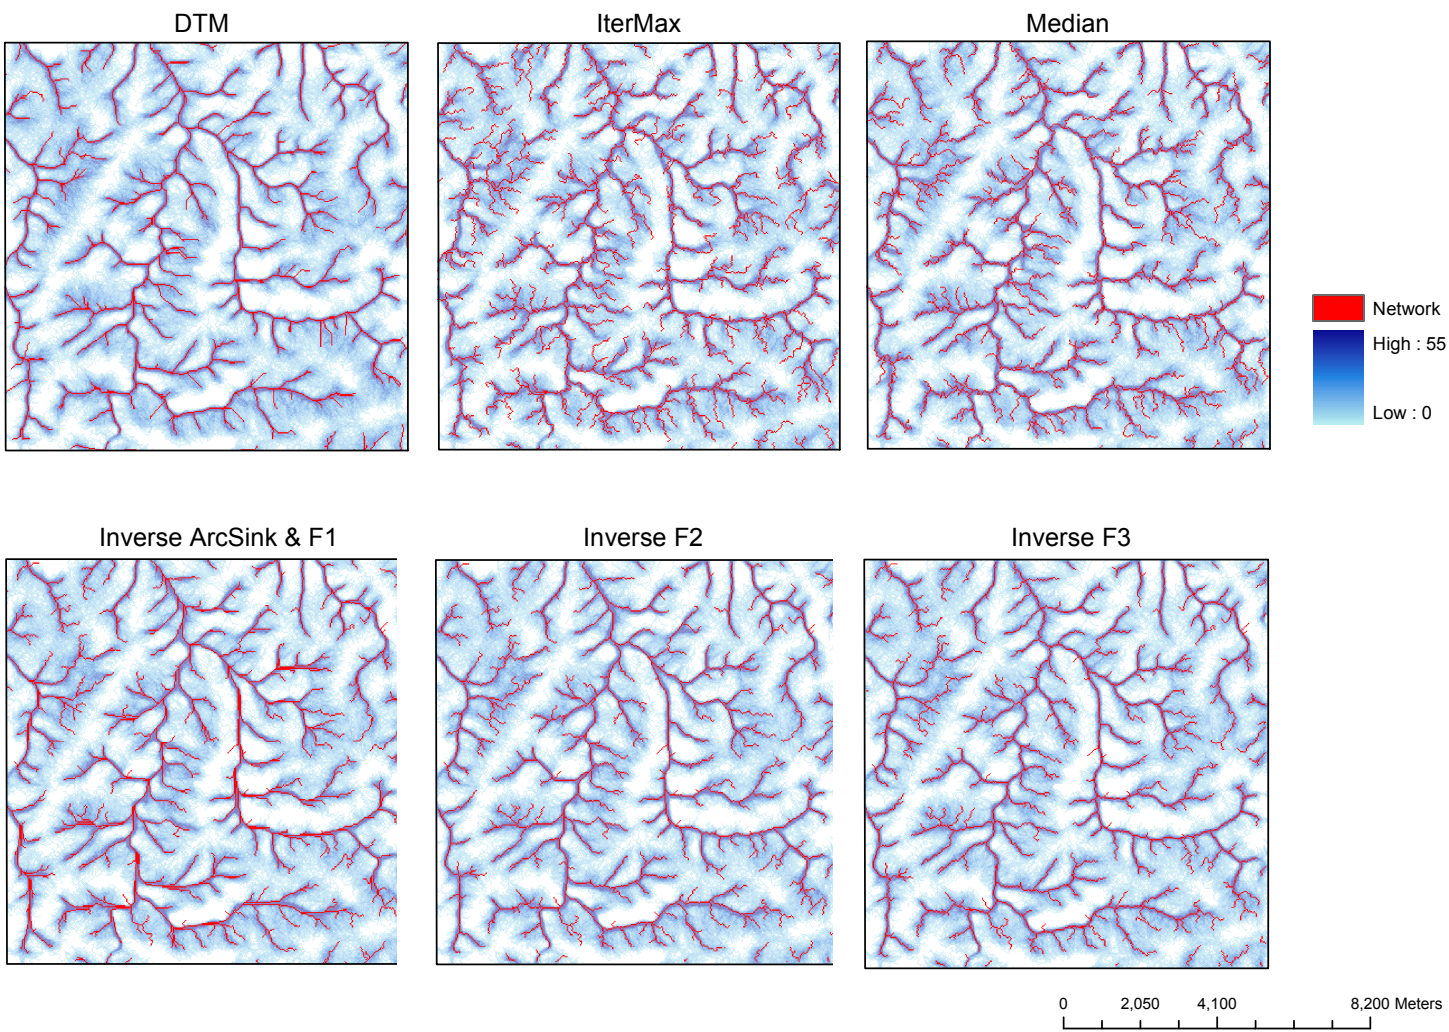 DTM
IterMax
Median
Network
High : 55
Low : 0
Inverse ArcSink & F1
Inverse F2
Inverse F3
0 2,050 4,100 8,200 Meters